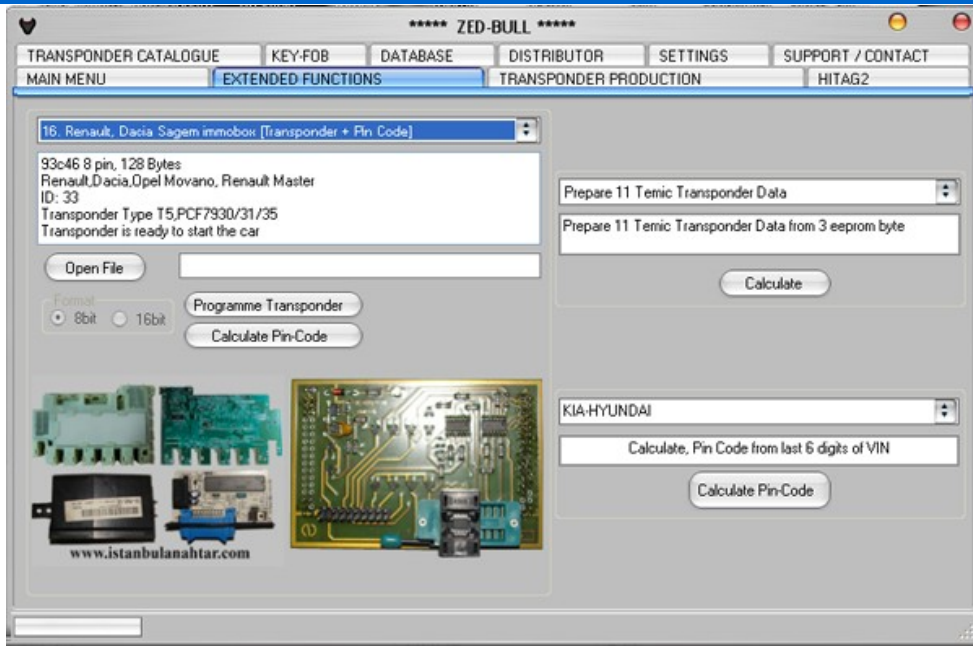 ***** ZED-BULL *****
TRANSPONDER CATALOGUE KEY-FOB DATABASE DISTRIBUTOR SETTINGS SUPPORT / CONTACT
MAIN MENU EXTENDED FUNCTIONS TRANSPONDER PRODUCTION HITAG2
16. Renault, Dacia Sagem immobox [Transponder + Pin Code]
93c46 8 pin, 128 Bytes
Renault,Dacia,Opel Movano, Renault Master
ID: 33
Transponder Type T5,PCF7930/31/35
Transponder is ready to start the car
Open File
Format
8bit 16bit
Programme Transponder
Calculate Pin-Code
www.istanbulanahtar.com
Prepare 11 Temic Transponder Data
Prepare 11 Temic Transponder Data from 3 eeprom byte
Calculate
KIA-HYUNDAI
Calculate, Pin Code from last 6 digits of VIN
Calculate Pin-Code